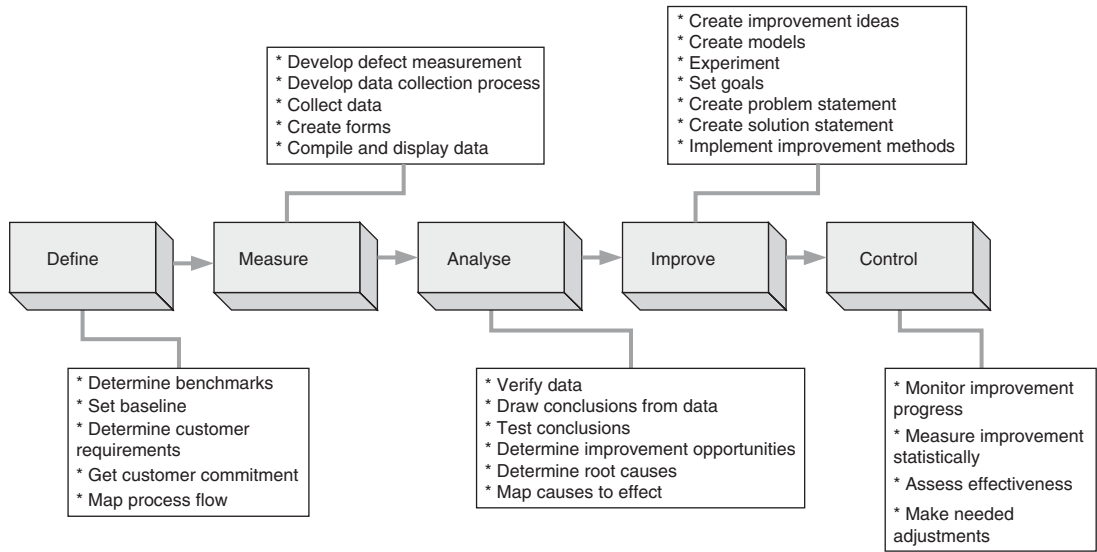 * Create improvement ideas
* Create models
* Experiment
* Set goals
* Create problem statement
* Create solution statement
* Implement improvement methods
* Develop defect measurement
* Develop data collection process
* Collect data
* Create forms
* Compile and display data
Define
Measure
Analyse
Improve
Control
* Determine benchmarks
* Set baseline
* Determine customer
requirements
* Get customer commitment
* Map process flow
* Verify data
* Draw conclusions from data
* Test conclusions
* Determine improvement opportunities
* Determine root causes
* Map causes to effect
* Monitor improvement
progress
* Measure improvement
statistically
* Assess effectiveness
* Make needed
adjustments